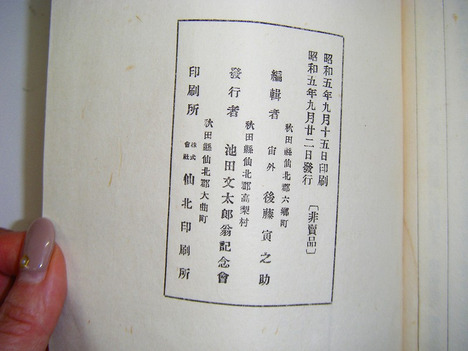 昭和五年九月十五日印刷
昭和五年九月廿二日發行
〔非賣品〕
秋田縣仙北郡六郷町
編輯者 宙外 後藤寅之助
秋田縣仙北郡高梨村
發行者 池田文太郎翁記念會
秋田縣仙北郡大曲町
印刷所 株式會社 仙北印刷所